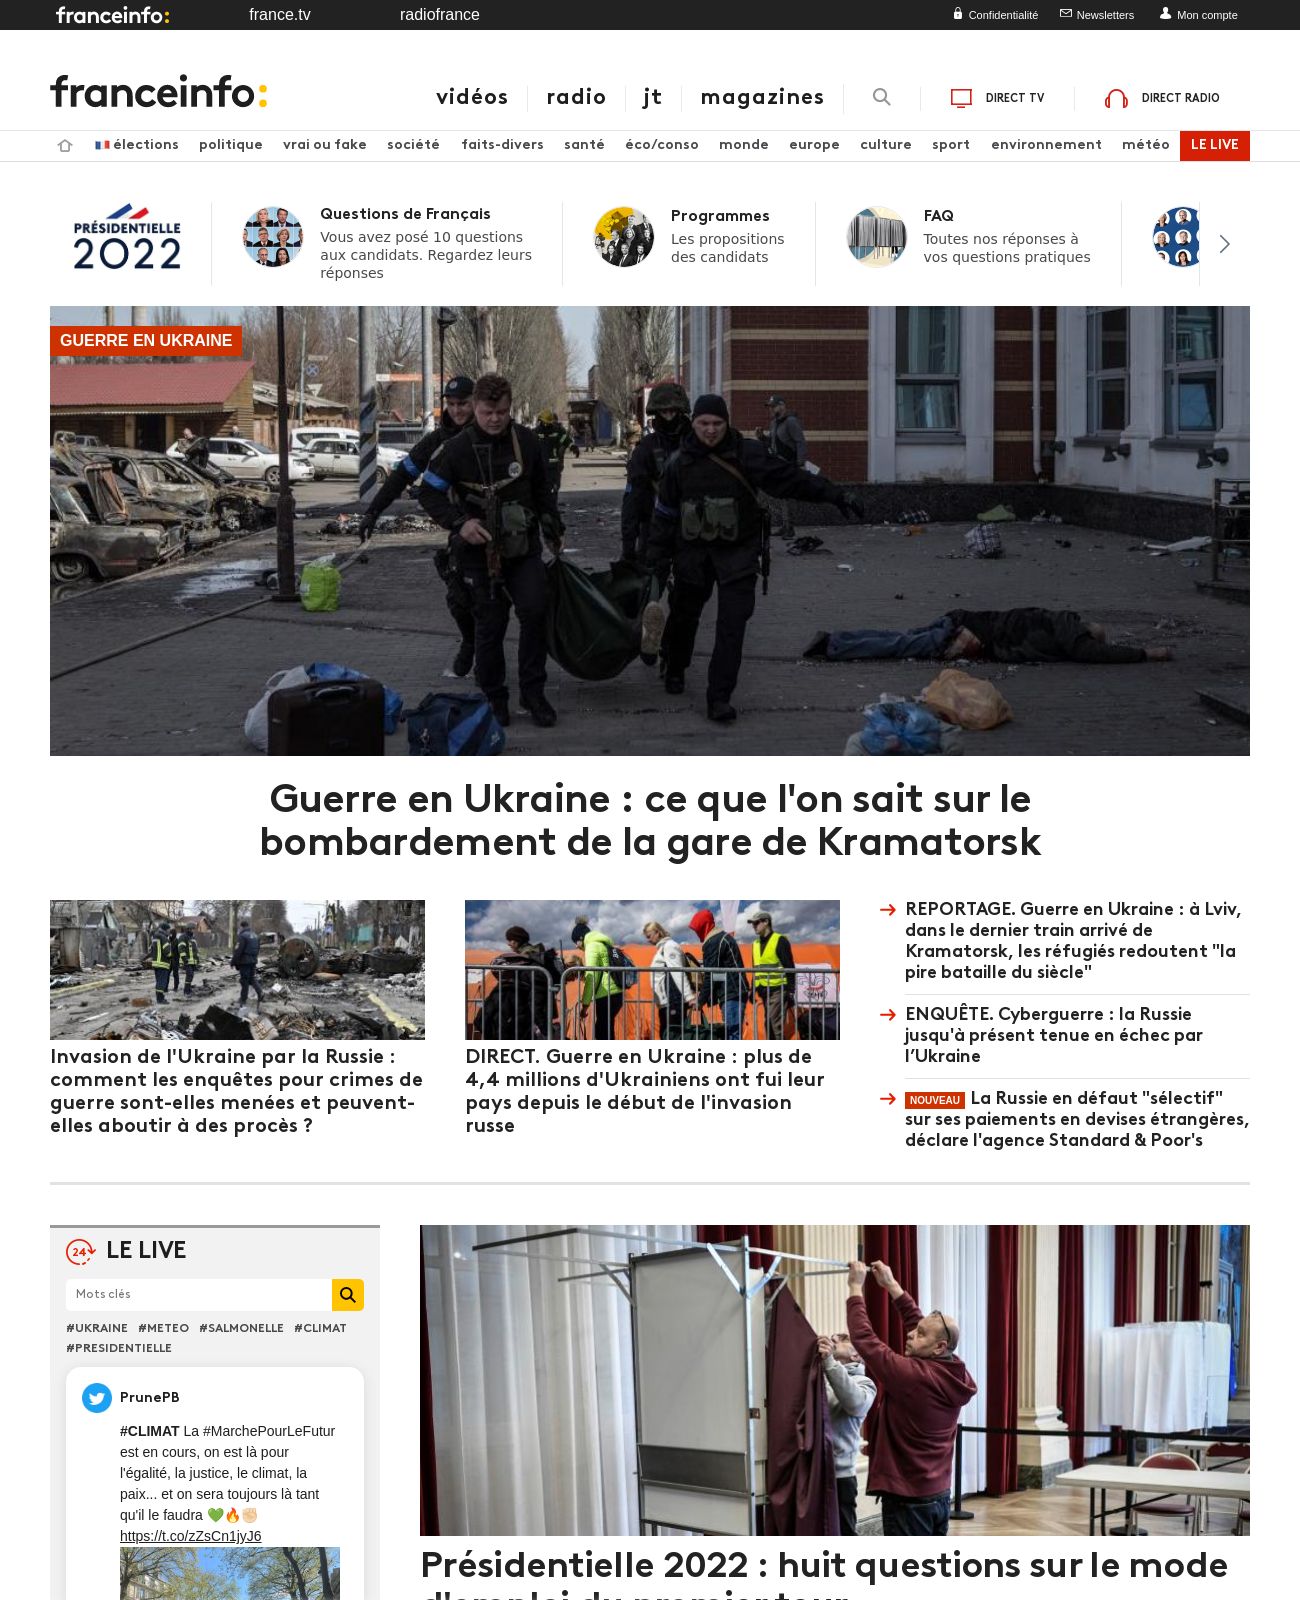 franceinfo: france.tv radiofrance Confidentialité Newsletters Mon compte
franceinfo: vidéos radio jt magazines DIRECT TV DIRECT RADIO
élections politique vrai ou fake société faits-divers santé éco/conso monde europe culture sport environnement météo LE LIVE
PRÉSIDENTIELLE
2022
Questions de Français
Vous avez posé 10 questions
aux candidats. Regardez leurs
réponses
Programmes
Les propositions
des candidats
FAQ
Toutes nos réponses à
vos questions pratiques
GUERRE EN UKRAINE
Guerre en Ukraine : ce que l'on sait sur le
bombardement de la gare de Kramatorsk
Invasion de l'Ukraine par la Russie :
comment les enquêtes pour crimes de
guerre sont-elles menées et peuvent-
elles aboutir à des procès ?
DIRECT. Guerre en Ukraine : plus de
4,4 millions d'Ukrainiens ont fui leur
pays depuis le début de l'invasion
russe
REPORTAGE. Guerre en Ukraine : à Lviv,
dans le dernier train arrivé de
Kramatorsk, les réfugiés redoutent "la
pire bataille du siècle"
ENQUÊTE. Cyberguerre : la Russie
jusqu'à présent tenue en échec par
l’Ukraine
NOUVEAU La Russie en défaut "sélectif"
sur ses paiements en devises étrangères,
déclare l'agence Standard & Poor's
24 LE LIVE
Mots clés
#UKRAINE #METEO #SALMONELLE #CLIMAT
#PRESIDENTIELLE
PrunePB
#CLIMAT La #MarchePourLeFutur
est en cours, on est là pour
l'égalité, la justice, le climat, la
paix... et on sera toujours là tant
qu'il le faudra 💚🔥✊🏻
https://t.co/zZsCn1jyJ6
Présidentielle 2022 : huit questions sur le mode
d'emploi du premier tour